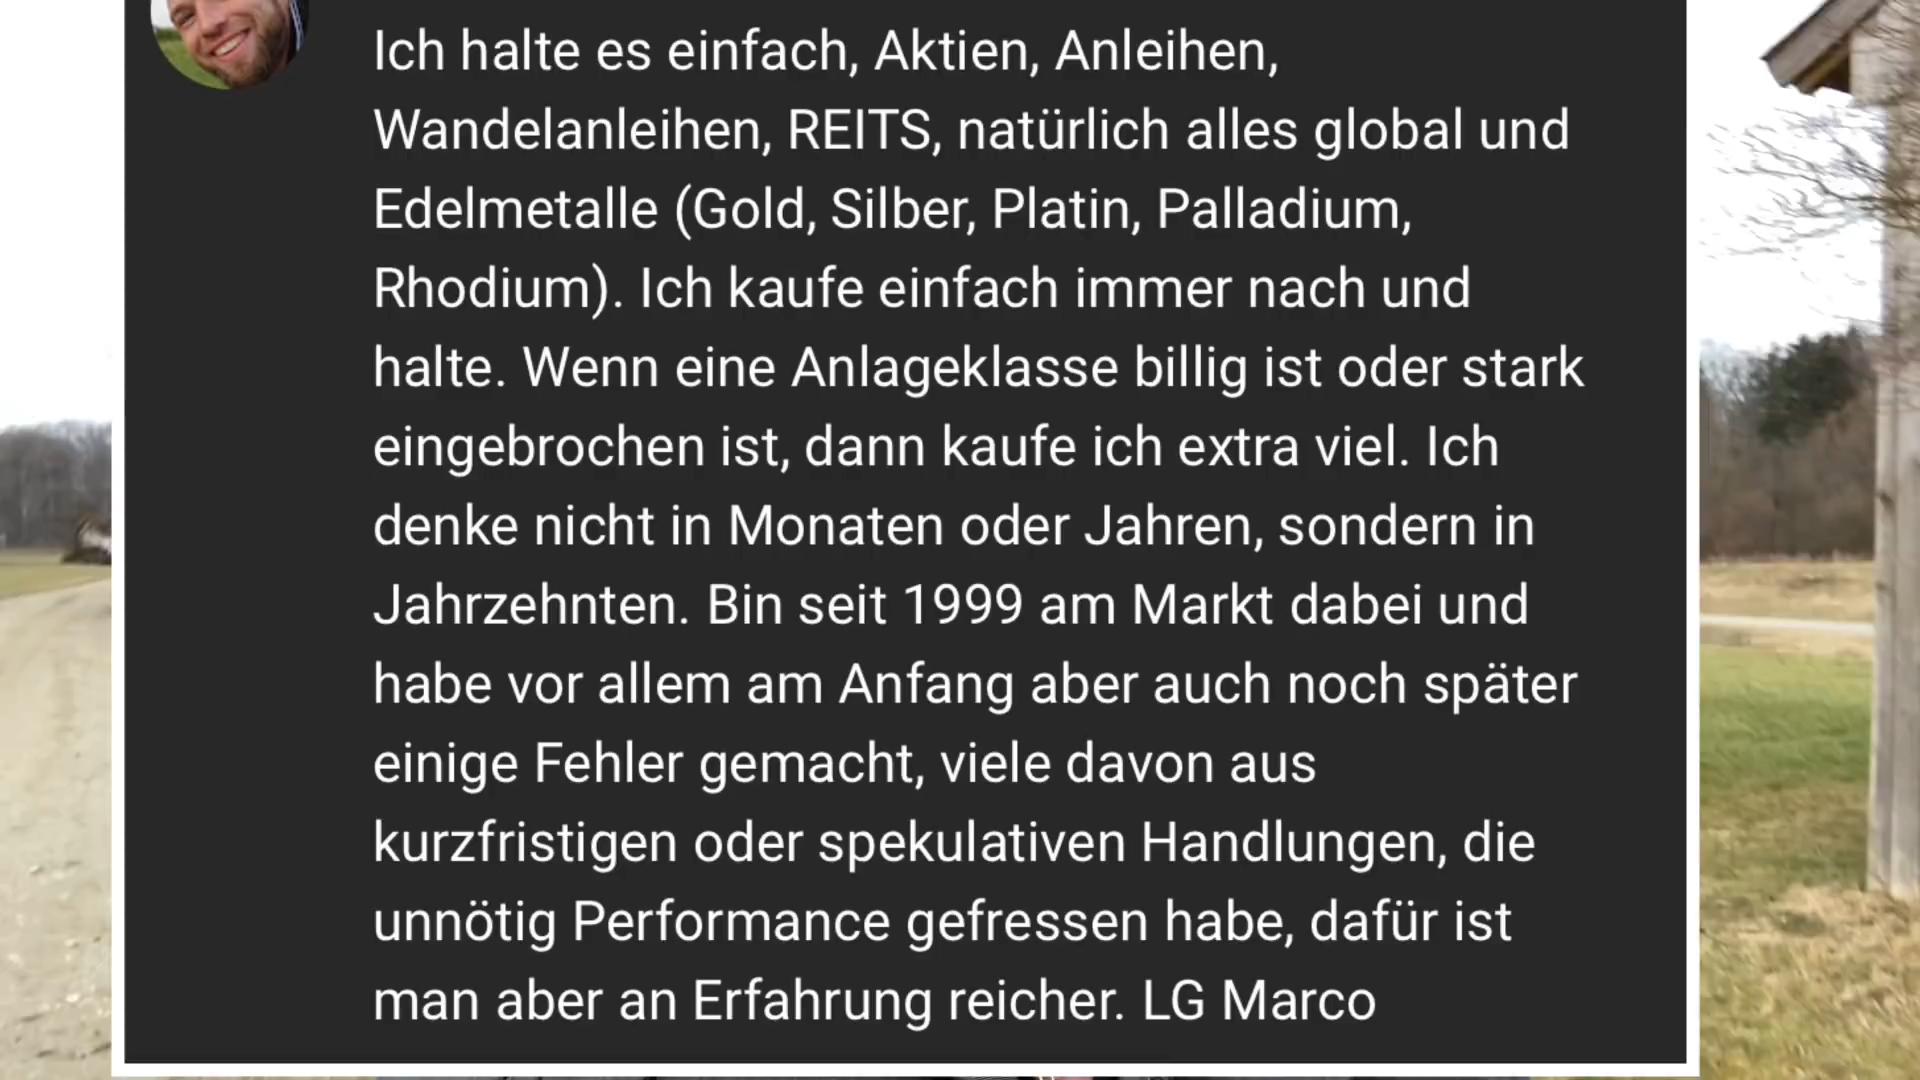 Ich halte es einfach, Aktien, Anleihen,
Wandelanleihen, REITS, natürlich alles global und
Edelmetalle (Gold, Silber, Platin, Palladium,
Rhodium). Ich kaufe einfach immer nach und
halte. Wenn eine Anlageklasse billig ist oder stark
eingebrochen ist, dann kaufe ich extra viel. Ich
denke nicht in Monaten oder Jahren, sondern in
Jahrzehnten. Bin seit 1999 am Markt dabei und
habe vor allem am Anfang aber auch noch später
einige Fehler gemacht, viele davon aus
kurzfristigen oder spekulativen Handlungen, die
unnötig Performance gefressen habe, dafür ist
man aber an Erfahrung reicher. LG Marco